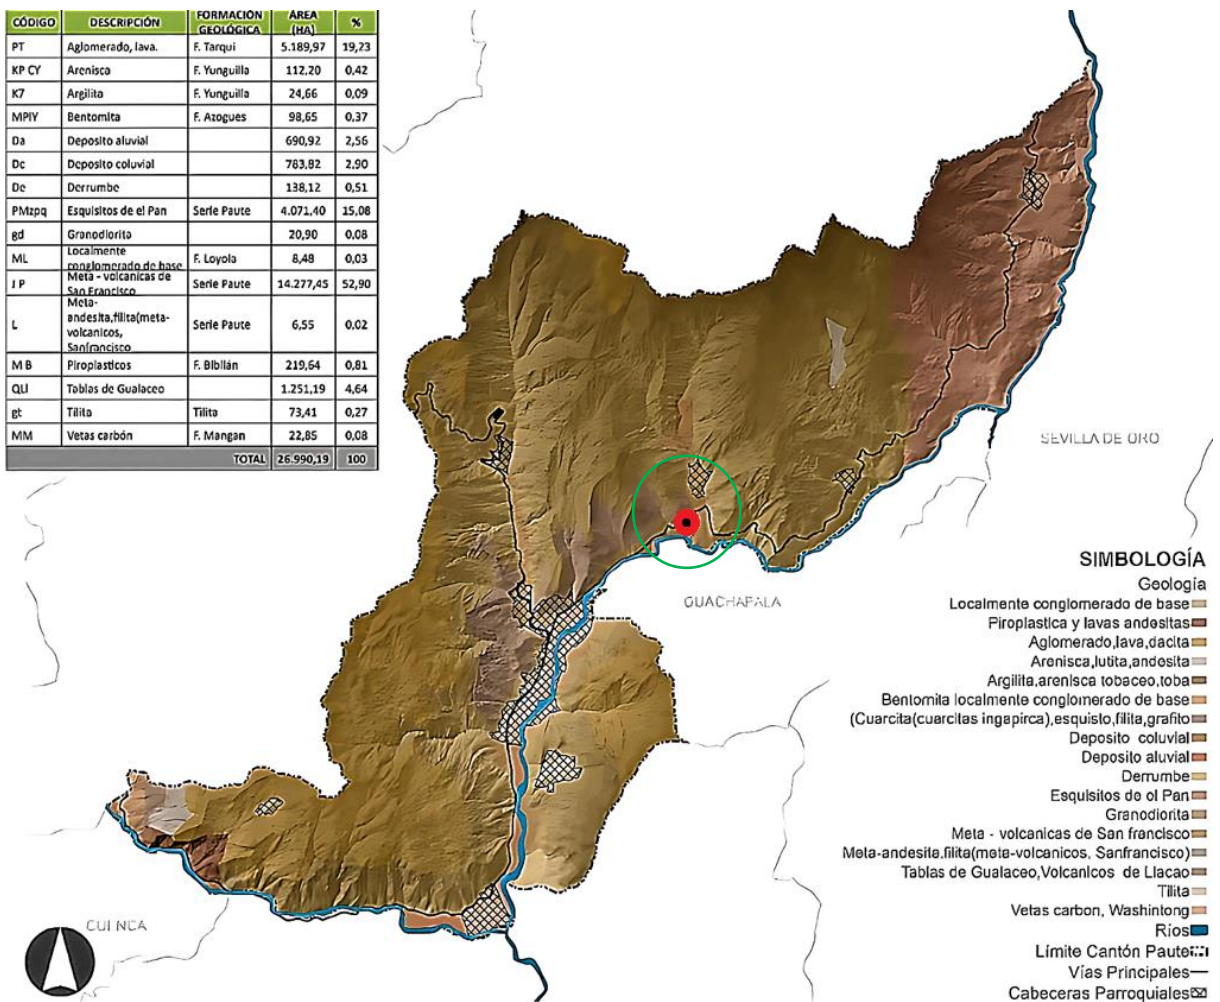 CÓDIGO DESCRIPCIÓN FORMACIÓN GEOLÓGICA ÁREA (HA) %
PT Aglomerado, lava. F. Tarqui 5.189,97 19,23
KP CY Arenisca F. Yunguilla 112,20 0,42
K7 Argilita F. Yunguilla 24,66 0,09
MPIY Bentomita F. Azogues 98,65 0,37
Da Deposito aluvial 690,92 2,56
Dc Deposito coluvial 783,82 2,90
De Derrumbe 138,12 0,51
PMzpq Esquisitos de el Pan Serie Paute 4.071,40 15,08
gd Granodiorita 20,90 0,08
ML Localmente conglomerado de base F. Loyola 8,48 0,03
J P Meta - volcanicas de San Francisco Serie Paute 14.277,45 52,90
L Meta-andesita,filita(meta-volcanicos, Sanfrancisco Serie Paute 6,55 0,02
M B Piroplasticos F. Biblián 219,64 0,81
QLl Tablas de Gualaceo 1.251,19 4,64
gt Tilita Tilita 73,41 0,27
MM Vetas carbón F. Mangan 22,85 0,08
TOTAL 26.990,19 100
SEVILLA DE ORO
GUACHAPALA
CUENCA
SIMBOLOGÍA
Geología
Localmente conglomerado de base
Piroplastica y lavas andesitas
Aglomerado,lava,dacita
Arenisca,lutita,andesita
Argilita,arenisca tobaceo,toba
Bentomita localmente conglomerado de base
(Cuarcita(cuarcitas ingapirca),esquisto,filita,grafito
Deposito coluvial
Deposito aluvial
Derrumbe
Esquisitos de el Pan
Granodiorita
Meta - volcanicas de San francisco
Meta-andesita,filita(meta-volcanicos, Sanfrancisco)
Tablas de Gualaceo,Volcanicos de Llacao
Tilita
Vetas carbon, Washintong
Ríos
Límite Cantón Paute
Vías Principales
Cabeceras Parroquiales